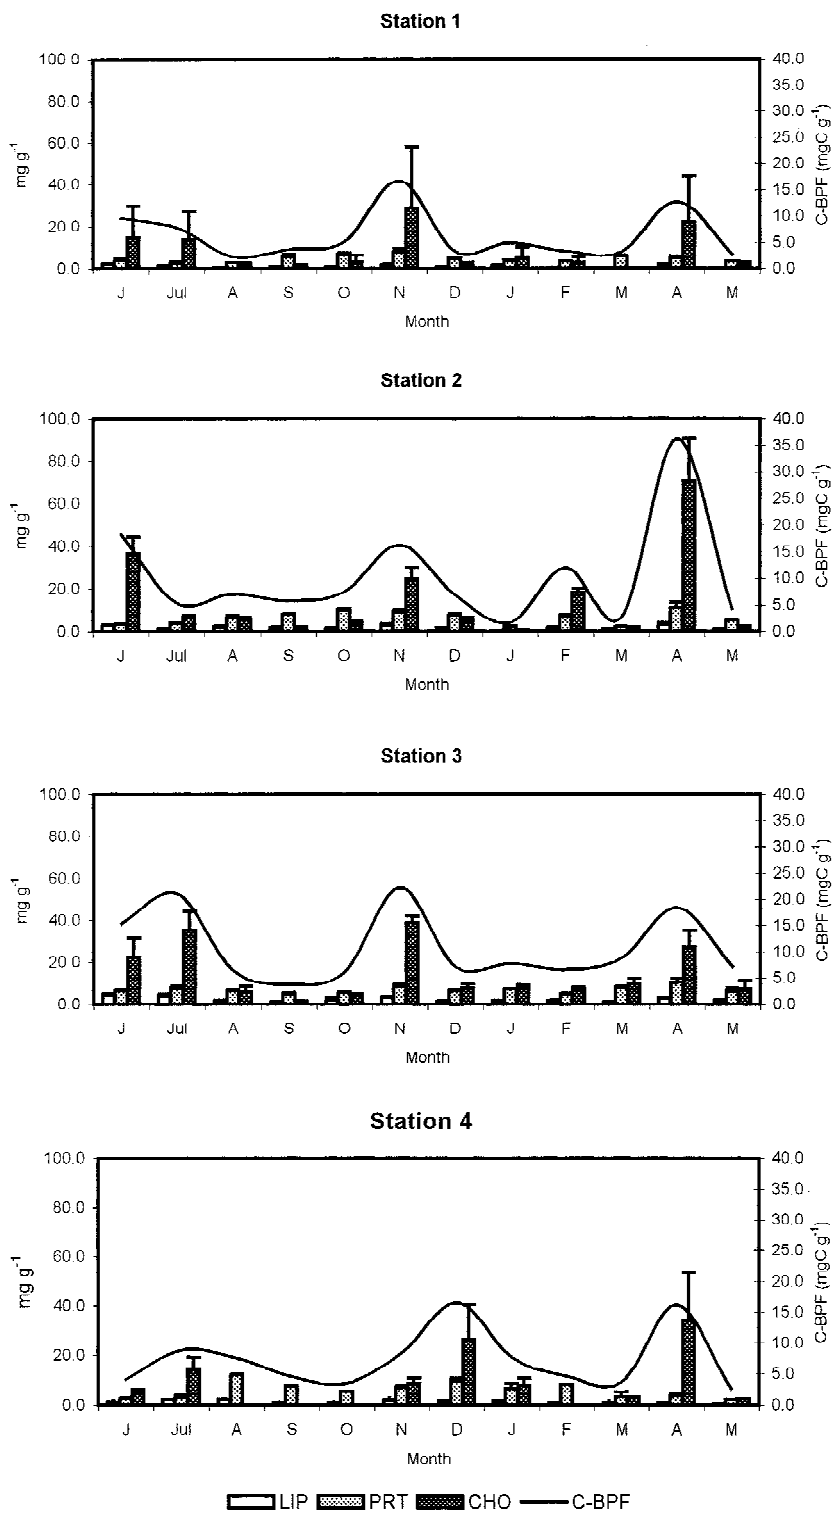 Station 1
100.0 40.0
35.0
80.0 30.0
60.0 25.0
20.0
40.0 15.0
20.0 10.0
5.0
0.0 0.0
mg g-1
C-BPF (mgC g-1)
J Jul A S O N D J F M A M
Month
Station 2
100.0 40.0
80.0 35.0
30.0
60.0 25.0
20.0
40.0 15.0
20.0 10.0
5.0
0.0 0.0
mg g-1
C-BPF (mgC g-1)
J Jul A S O N D J F M A M
Month
Station 3
100.0 40.0
35.0
80.0 30.0
60.0 25.0
20.0
40.0 15.0
20.0 10.0
5.0
0.0 0.0
mg g-1
C-BPF (mgC g-1)
J Jul A S O N D J F M A M
Month
Station 4
100.0 40.0
35.0
80.0 30.0
60.0 25.0
20.0
40.0 15.0
20.0 10.0
5.0
0.0 0.0
mg g-1
C-BPF (mgC g-1)
J Jul A S O N D J F M A M
Month
LIP PRT CHO C-BPF